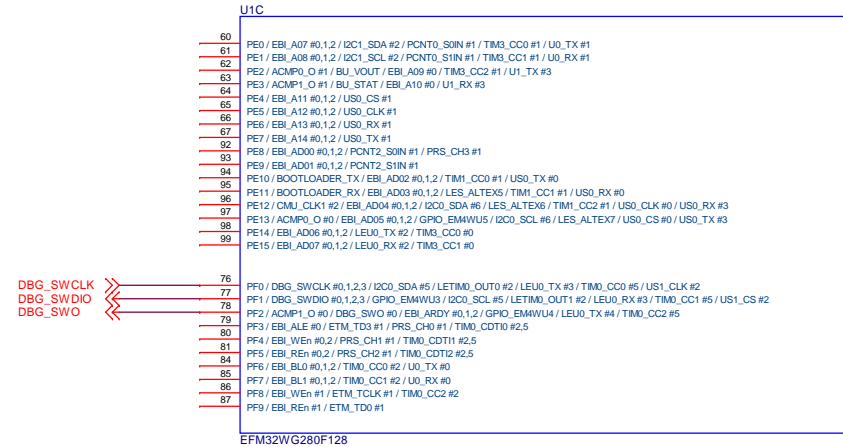 U1C
60 PE0 / EBI_A07 #0,1,2 / I2C1_SDA #2 / PCNT0_S0IN #1 / TIM3_CC0 #1 / U0_TX #1
61 PE1 / EBI_A08 #0,1,2 / I2C1_SCL #2 / PCNT0_S1IN #1 / TIM3_CC1 #1 / U0_RX #1
62 PE2 / ACMP0_O #1 / BU_VOUT / EBI_A09 #0 / TIM3_CC2 #1 / U1_TX #3
63 PE3 / ACMP1_O #1 / BU_STAT / EBI_A10 #0 / U1_RX #3
64 PE4 / EBI_A11 #0,1,2 / US0_CS #1
65 PE5 / EBI_A12 #0,1,2 / US0_CLK #1
66 PE6 / EBI_A13 #0,1,2 / US0_RX #1
67 PE7 / EBI_A14 #0,1,2 / US0_TX #1
92 PE8 / EBI_AD00 #0,1,2 / PCNT2_S0IN #1 / PRS_CH3 #1
93 PE9 / EBI_AD01 #0,1,2 / PCNT2_S1IN #1
94 PE10 / BOOTLOADER_TX / EBI_AD02 #0,1,2 / TIM1_CC0 #1 / US0_TX #0
95 PE11 / BOOTLOADER_RX / EBI_AD03 #0,1,2 / LES_ALTEX5 / TIM1_CC1 #1 / US0_RX #0
96 PE12 / CMU_CLK1 #2 / EBI_AD04 #0,1,2 / I2C0_SDA #6 / LES_ALTEX6 / TIM1_CC2 #1 / US0_CLK #0 / US0_RX #3
97 PE13 / ACMP0_O #0 / EBI_AD05 #0,1,2 / GPIO_EM4WU5 / I2C0_SCL #6 / LES_ALTEX7 / US0_CS #0 / US0_TX #3
98 PE14 / EBI_AD06 #0,1,2 / LEU0_TX #2 / TIM3_CC0 #0
99 PE15 / EBI_AD07 #0,1,2 / LEU0_RX #2 / TIM3_CC1 #0
DBG_SWCLK 76 PF0 / DBG_SWCLK #0,1,2,3 / I2C0_SDA #5 / LETIM0_OUT0 #2 / LEU0_TX #3 / TIM0_CC0 #5 / US1_CLK #2
DBG_SWDIO 77 PF1 / DBG_SWDIO #0,1,2,3 / GPIO_EM4WU3 / I2C0_SCL #5 / LETIM0_OUT1 #2 / LEU0_RX #3 / TIM0_CC1 #5 / US1_CS #2
DBG_SWO 78 PF2 / ACMP1_O #0 / DBG_SWO #0 / EBI_ARDY #0,1,2 / GPIO_EM4WU4 / LEU0_TX #4 / TIM0_CC2 #5
79 PF3 / EBI_ALE #0 / ETM_TD3 #1 / PRS_CH0 #1 / TIM0_CDTI0 #2,5
80 PF4 / EBI_WEn #0,2 / PRS_CH1 #1 / TIM0_CDTI1 #2,5
81 PF5 / EBI_REn #0,2 / PRS_CH2 #1 / TIM0_CDTI2 #2,5
84 PF6 / EBI_BL0 #0,1,2 / TIM0_CC0 #2 / U0_TX #0
85 PF7 / EBI_BL1 #0,1,2 / TIM0_CC1 #2 / U0_RX #0
86 PF8 / EBI_WEn #1 / ETM_TCLK #1 / TIM0_CC2 #2
87 PF9 / EBI_REn #1 / ETM_TD0 #1
EFM32WG280F128